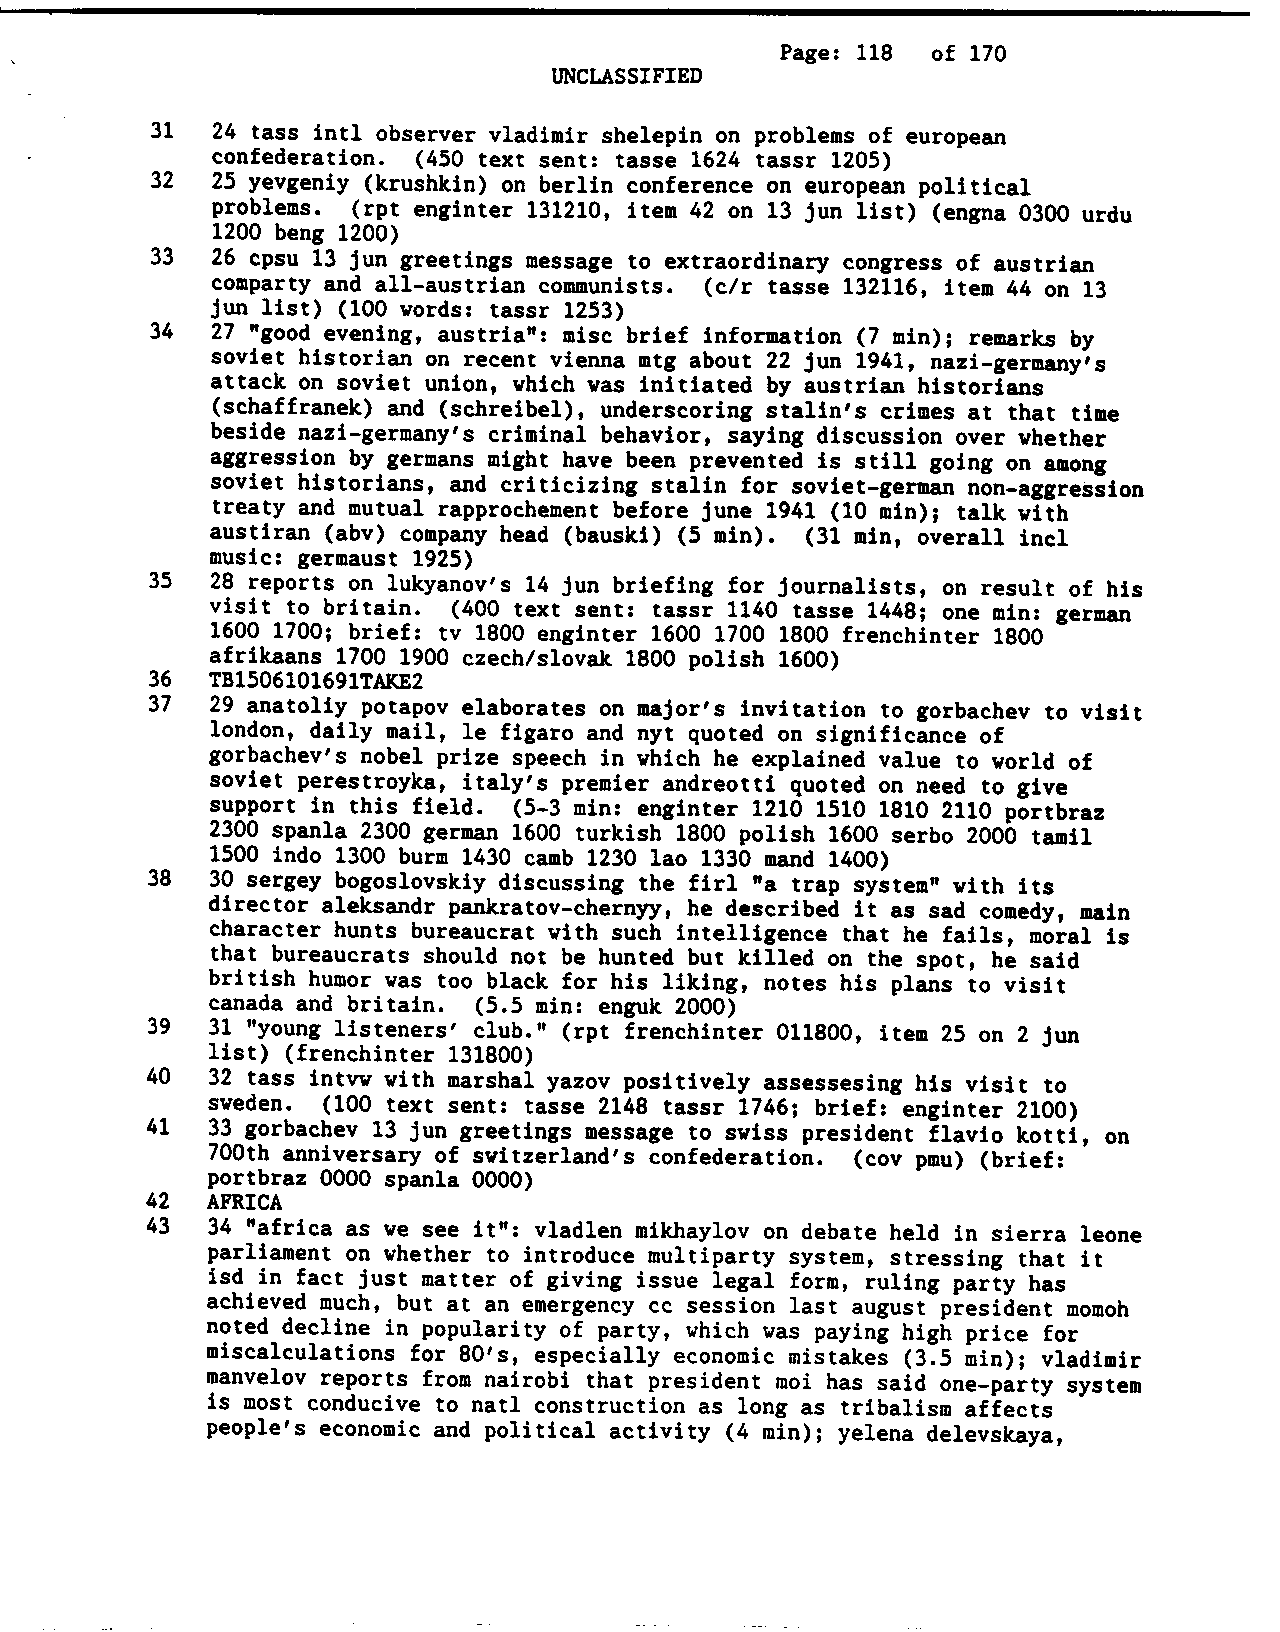 Page: 118 of 170
UNCLASSIFIED
31 24 tass intl observer vladimir shelepin on problems of european
confederation. (450 text sent: tasse 1624 tassr 1205)
32 25 yevgeniy (krushkin) on berlin conference on european political
problems. (rpt enginter 131210, item 42 on 13 jun list) (engna 0300 urdu
1200 beng 1200)
33 26 cpsu 13 jun greetings message to extraordinary congress of austrian
comparty and all-austrian communists. (c/r tasse 132116, item 44 on 13
jun list) (100 words: tassr 1253)
34 27 "good evening, austria": misc brief information (7 min); remarks by
soviet historian on recent vienna mtg about 22 jun 1941, nazi-germany's
attack on soviet union, which was initiated by austrian historians
(schaffranek) and (schreibel), underscoring stalin's crimes at that time
beside nazi-germany's criminal behavior, saying discussion over whether
aggression by germans might have been prevented is still going on among
soviet historians, and criticizing stalin for soviet-german non-aggression
treaty and mutual rapprochement before june 1941 (10 min); talk with
austiran (abv) company head (bauski) (5 min). (31 min, overall incl
music: germaust 1925)
35 28 reports on lukyanov's 14 jun briefing for journalists, on result of his
visit to britain. (400 text sent: tassr 1140 tasse 1448; one min: german
1600 1700; brief: tv 1800 enginter 1600 1700 1800 frenchinter 1800
afrikaans 1700 1900 czech/slovak 1800 polish 1600)
36 TB1506101691TAKE2
37 29 anatoliy potapov elaborates on major's invitation to gorbachev to visit
london, daily mail, le figaro and nyt quoted on significance of
gorbachev's nobel prize speech in which he explained value to world of
soviet perestroyka, italy's premier andreotti quoted on need to give
support in this field. (5-3 min: enginter 1210 1510 1810 2110 portbraz
2300 spanla 2300 german 1600 turkish 1800 polish 1600 serbo 2000 tamil
1500 indo 1300 burm 1430 camb 1230 lao 1330 mand 1400)
38 30 sergey bogoslovskiy discussing the firl "a trap system" with its
director aleksandr pankratov-chernyy, he described it as sad comedy, main
character hunts bureaucrat with such intelligence that he fails, moral is
that bureaucrats should not be hunted but killed on the spot, he said
british humor was too black for his liking, notes his plans to visit
canada and britain. (5.5 min: enguk 2000)
39 31 "young listeners' club." (rpt frenchinter 011800, item 25 on 2 jun
list) (frenchinter 131800)
40 32 tass intvw with marshal yazov positively assessesing his visit to
sweden. (100 text sent: tasse 2148 tassr 1746; brief: enginter 2100)
41 33 gorbachev 13 jun greetings message to swiss president flavio kotti, on
700th anniversary of switzerland's confederation. (cov pmu) (brief:
portbraz 0000 spanla 0000)
42 AFRICA
43 34 "africa as we see it": vladlen mikhaylov on debate held in sierra leone
parliament on whether to introduce multiparty system, stressing that it
isd in fact just matter of giving issue legal form, ruling party has
achieved much, but at an emergency cc session last august president momoh
noted decline in popularity of party, which was paying high price for
miscalculations for 80's, especially economic mistakes (3.5 min); vladimir
manvelov reports from nairobi that president moi has said one-party system
is most conducive to natl construction as long as tribalism affects
people's economic and political activity (4 min); yelena delevskaya,